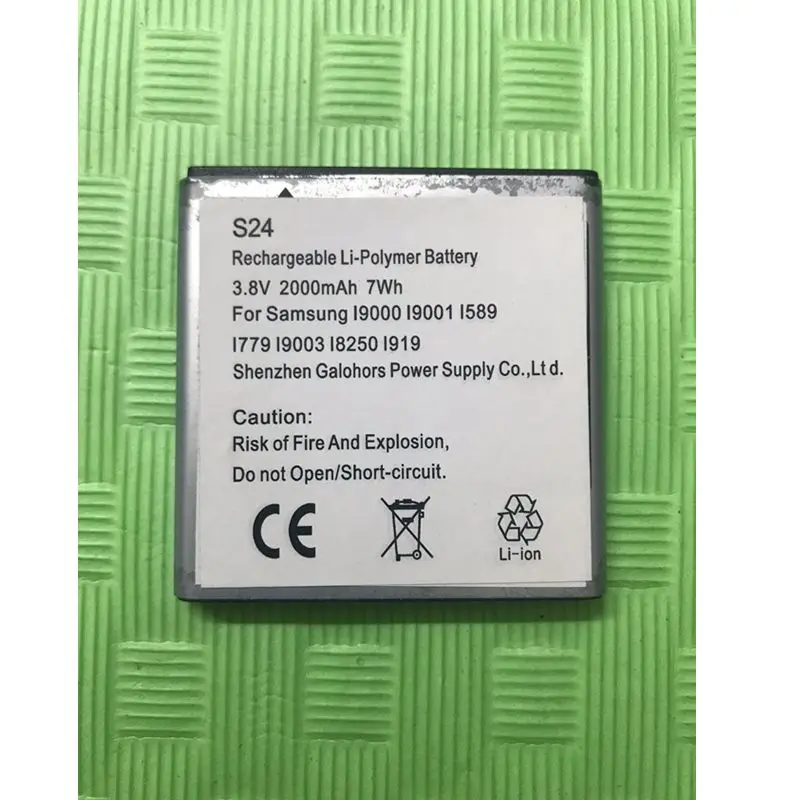 S24
Rechargeable Li-Polymer Battery
3.8V 2000mAh 7Wh
For Samsung I9000 I9001 I589
I779 I9003 I8250 I919
Shenzhen Galohors Power Supply Co.,Lt d.
Caution:
Risk of Fire And Explosion,
Do not Open/Short-circuit.
CE
Li-ion